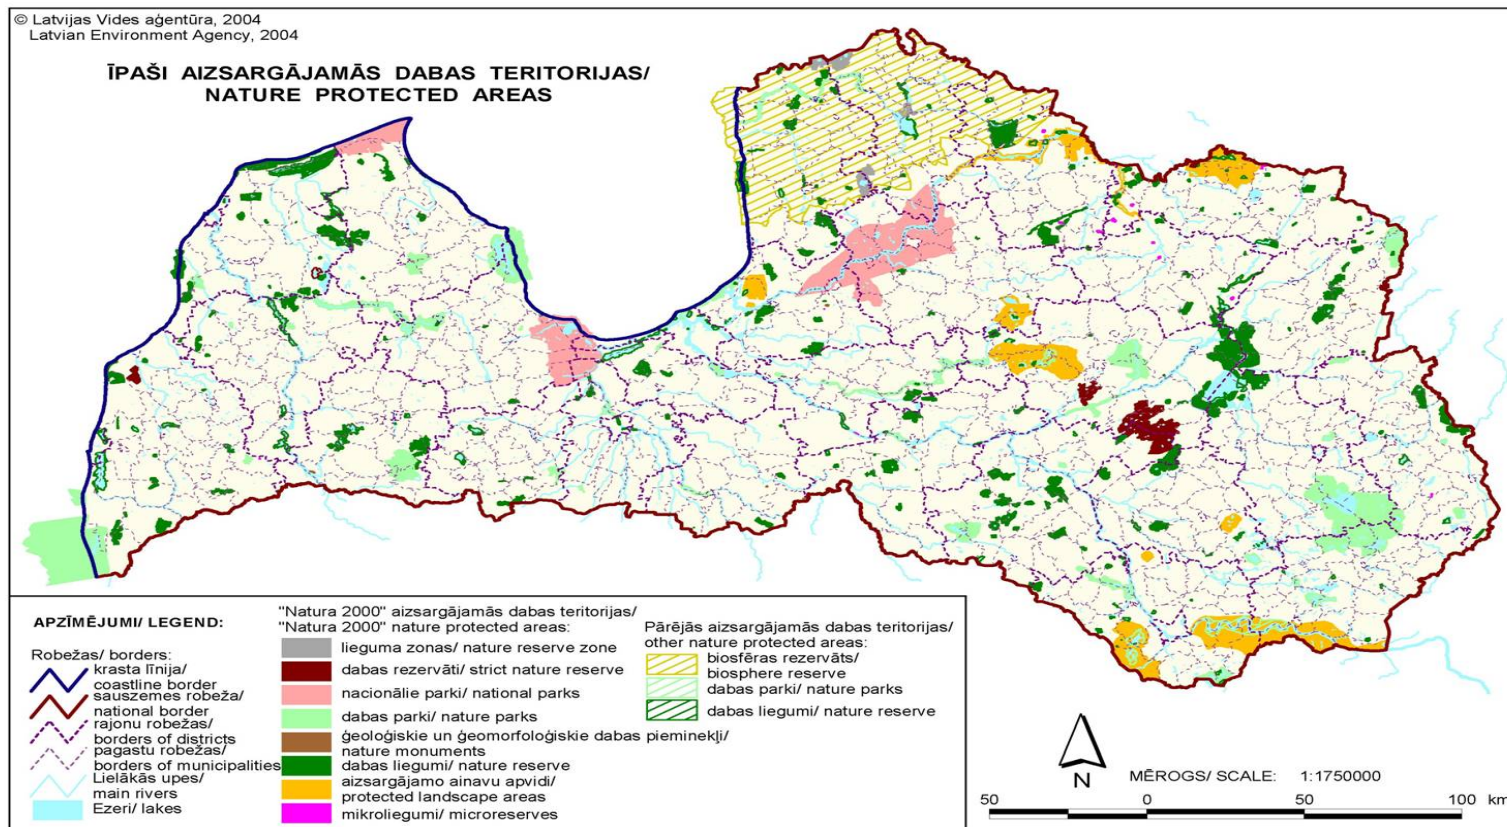 © Latvijas Vides aģentūra, 2004
Latvian Environment Agency, 2004
ĪPAŠI AIZSARGĀJAMĀS DABAS TERITORIJAS/
NATURE PROTECTED AREAS
APZĪMĒJUMI/ LEGEND:
Robežas/ borders:
krasta līnija/
coastline border
sauszemes robeža/
national border
rajonu robežas/
borders of districts
pagastu robežas/
borders of municipalities
Lielākās upes/
main rivers
Ezeri/ lakes
"Natura 2000" aizsargājamās dabas teritorijas/
"Natura 2000" nature protected areas:
lieguma zonas/ nature reserve zone
dabas rezervāti/ strict nature reserve
nacionālie parki/ national parks
dabas parki/ nature parks
ģeoloģiskie un ģeomorfoloģiskie dabas pieminekļi/
nature monuments
dabas liegumi/ nature reserve
aizsargājamo ainavu apvidi/
protected landscape areas
mikroliegumi/ microreserves
Pārējās aizsargājamās dabas teritorijas/
other nature protected areas:
biosfēras rezervāts/
biosphere reserve
dabas parki/ nature parks
dabas liegumi/ nature reserve
N
MĒROGS/ SCALE: 1:1750000
50 0 50 100 km